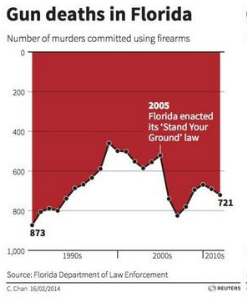 Gun deaths in Florida
Number of murders committed using firearms
0
200
400
600
800
1,000
2005
Florida enacted
its 'Stand Your
Ground' law
873
721
1990s
2000s
2010s
Source: Florida Department of Law Enforcement
C. Chan 16/02/2014
REUTERS